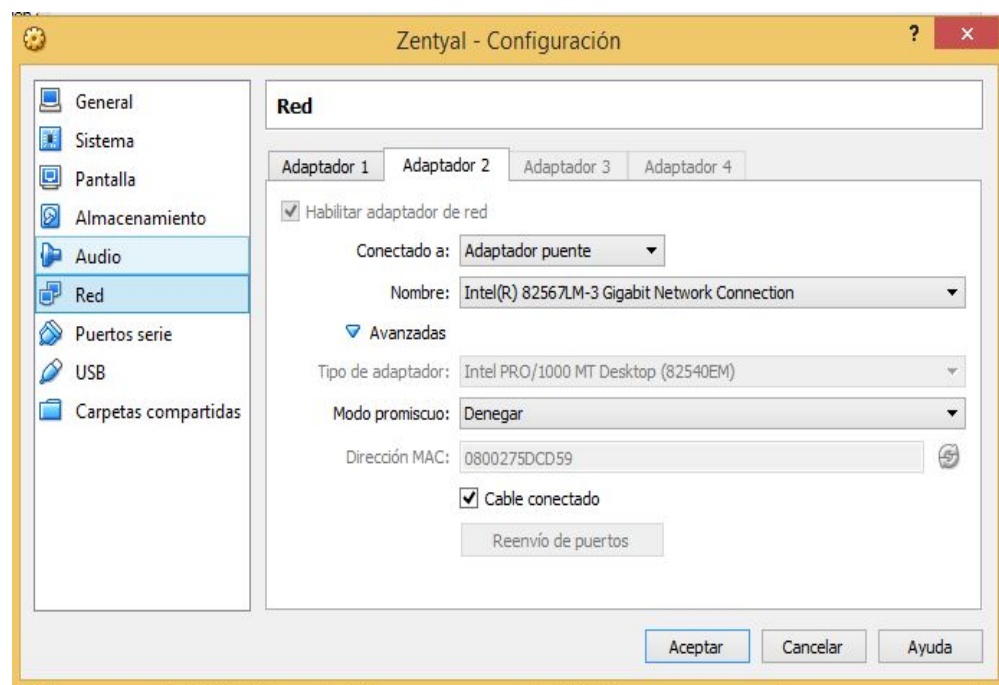 Zentyal - Configuración
?
General
Sistema
Pantalla
Almacenamiento
Audio
Red
Puertos serie
USB
Carpetas compartidas
Red
Adaptador 1 Adaptador 2 Adaptador 3 Adaptador 4
Habilitar adaptador de red
Conectado a: Adaptador puente
Nombre: Intel(R) 82567LM-3 Gigabit Network Connection
Avanzadas
Tipo de adaptador: Intel PRO/1000 MT Desktop (82540EM)
Modo promiscuo: Denegar
Dirección MAC: 0800275DCD59
Cable conectado
Reenvío de puertos
Aceptar Cancelar Ayuda